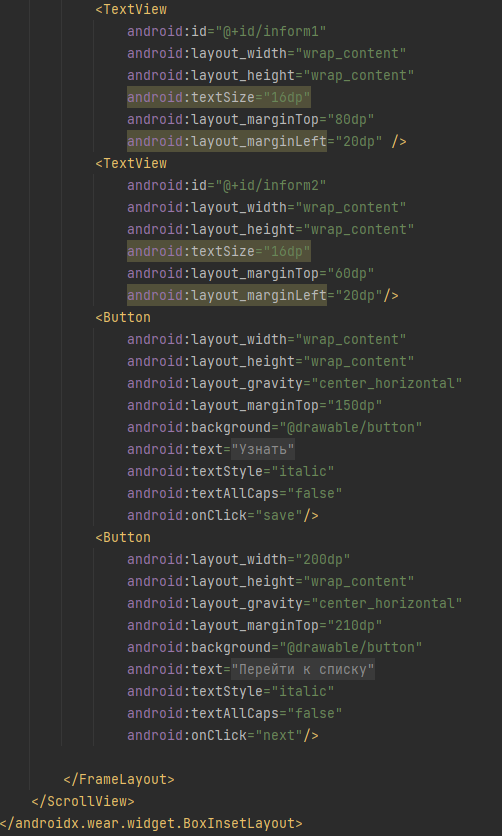 <TextView
android:id="@+id/inform1"
android:layout_width="wrap_content"
android:layout_height="wrap_content"
android:textSize="16dp"
android:layout_marginTop="80dp"
android:layout_marginLeft="20dp" />
<TextView
android:id="@+id/inform2"
android:layout_width="wrap_content"
android:layout_height="wrap_content"
android:textSize="16dp"
android:layout_marginTop="60dp"
android:layout_marginLeft="20dp"/>
<Button
android:layout_width="wrap_content"
android:layout_height="wrap_content"
android:layout_gravity="center_horizontal"
android:layout_marginTop="150dp"
android:background="@drawable/button"
android:text="Узнать"
android:textStyle="italic"
android:textAllCaps="false"
android:onClick="save"/>
<Button
android:layout_width="200dp"
android:layout_height="wrap_content"
android:layout_gravity="center_horizontal"
android:layout_marginTop="210dp"
android:background="@drawable/button"
android:text="Перейти к списку"
android:textStyle="italic"
android:textAllCaps="false"
android:onClick="next"/>
</FrameLayout>
</ScrollView>
</androidx.wear.widget.BoxInsetLayout>